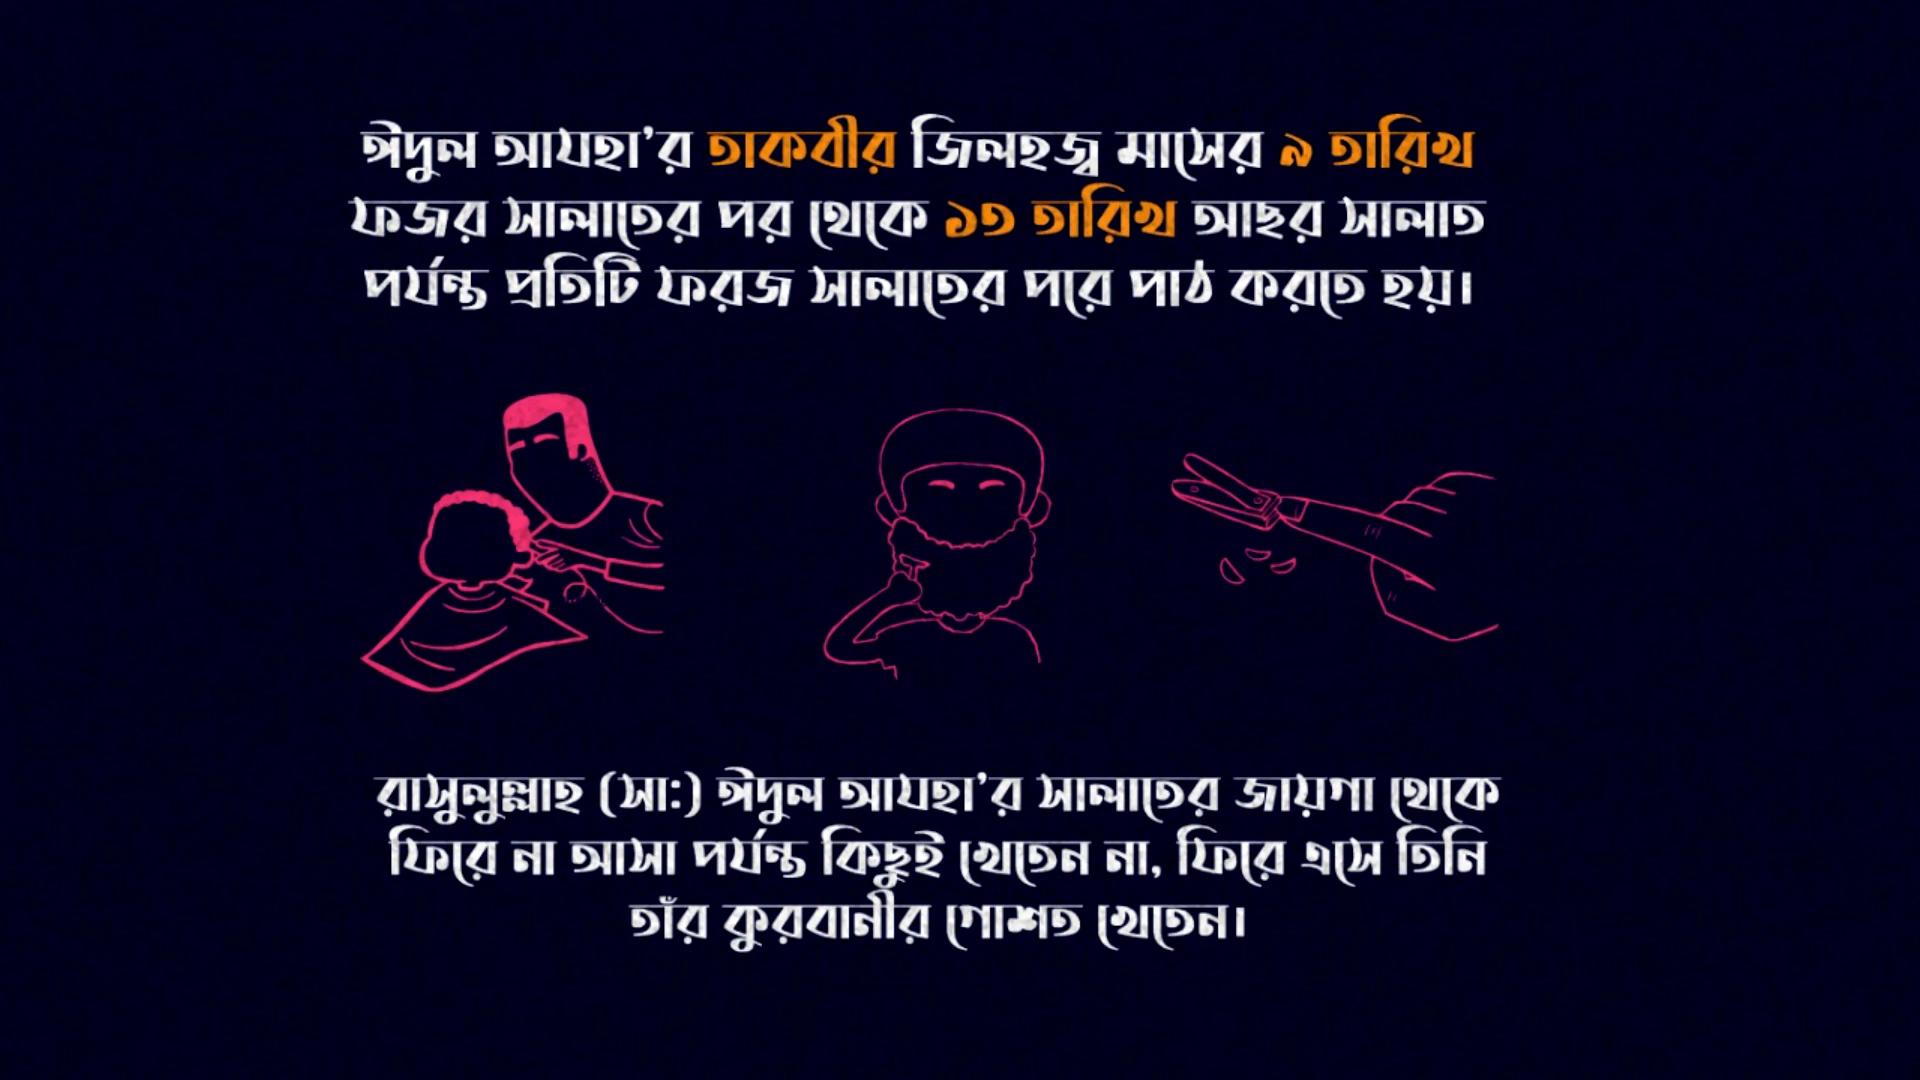 ঈদুল আযহা’র তাকবীর জিলহজ্ব মাসের ৯ তারিখ
ফজর সালাতের পর থেকে ১৩ তারিখ আছর সালাত
পর্যন্ত প্রতিটি ফরজ সালাতের পরে পাঠ করতে হয়।
রাসুলুল্লাহ (সা:) ঈদুল আযহা’র সালাতের জায়গা থেকে
ফিরে না আসা পর্যন্ত কিছুই খেতেন না, ফিরে এসে তিনি
তাঁর কুরবানীর গোশত খেতেন।